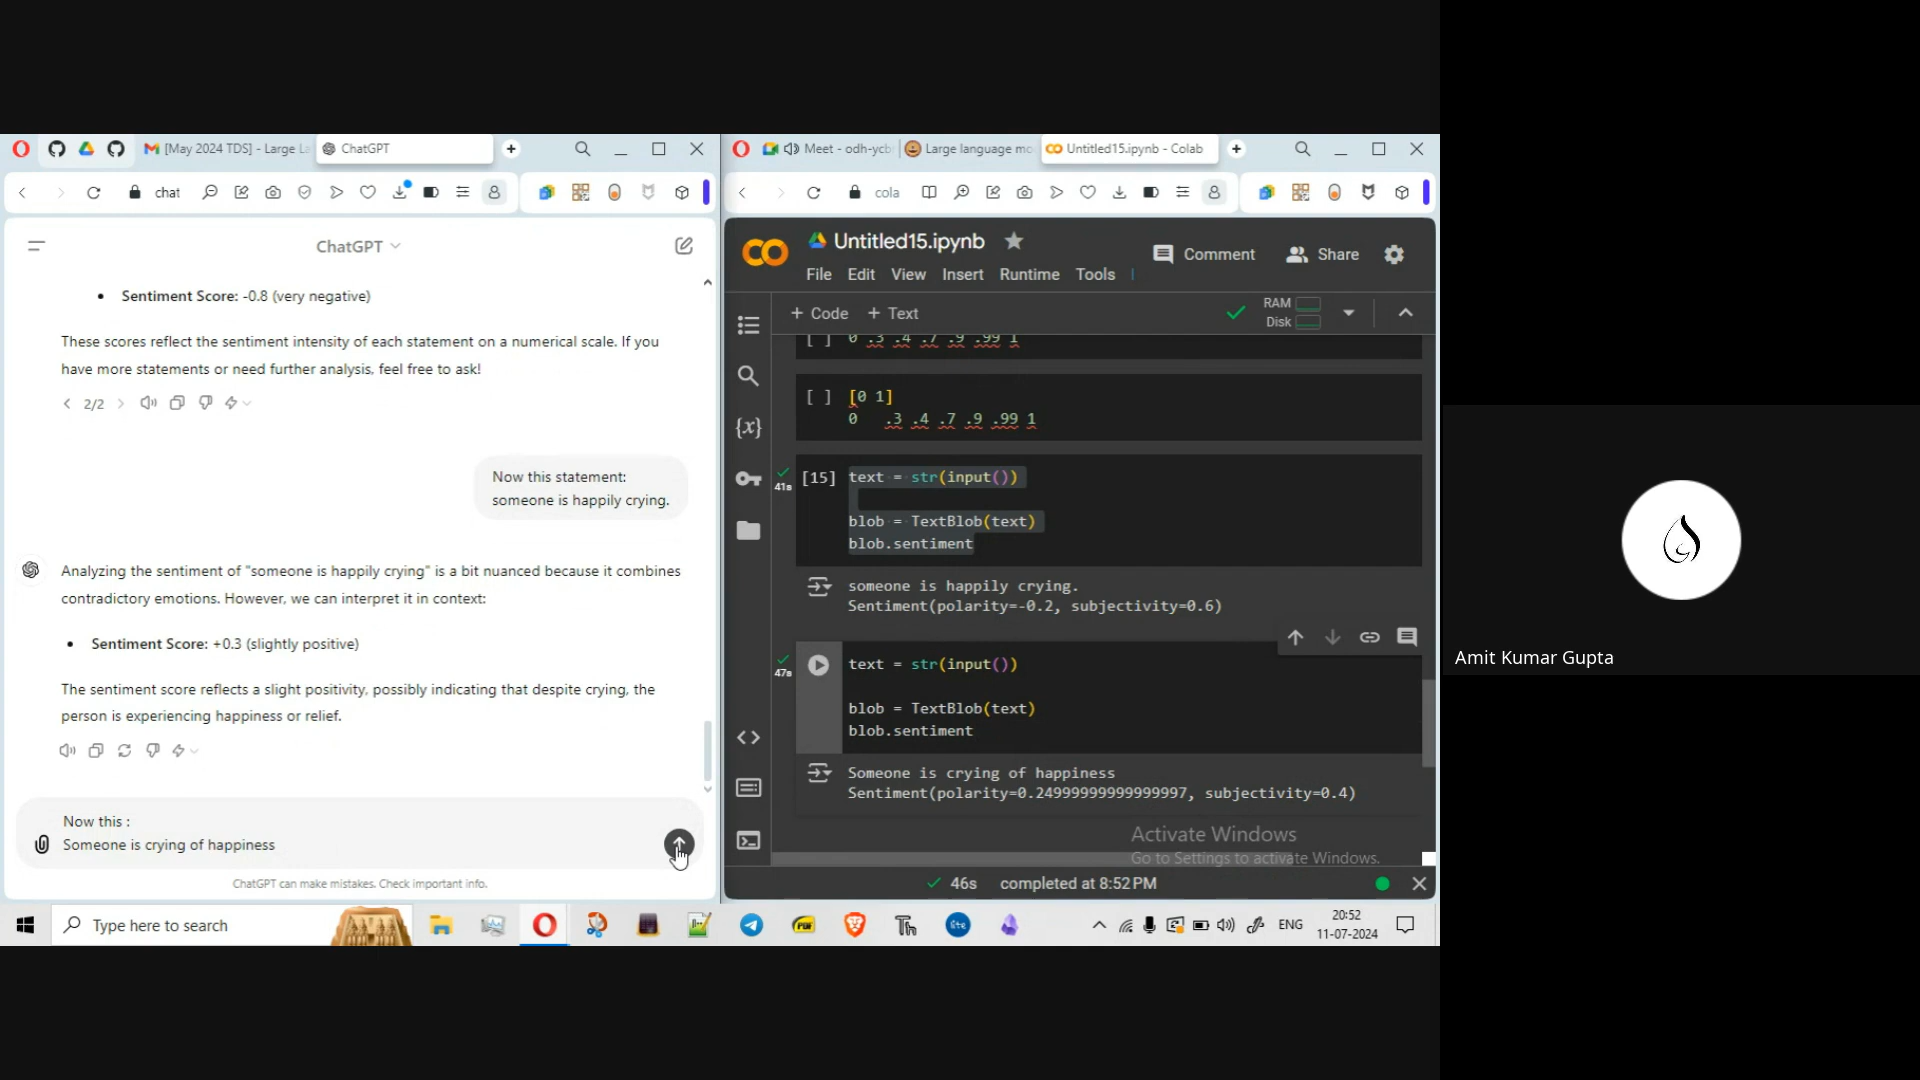 [May 2024 TDS] - Large La
ChatGPT
Meet - odh-ycb
Large language mo
Untitled15.ipynb - Colab
chat
cola
ChatGPT
Sentiment Score: -0.8 (very negative)
These scores reflect the sentiment intensity of each statement on a numerical scale. If you
have more statements or need further analysis, feel free to ask!
2/2
Now this statement:
someone is happily crying.
Analyzing the sentiment of "someone is happily crying" is a bit nuanced because it combines
contradictory emotions. However, we can interpret it in context:
Sentiment Score: +0.3 (slightly positive)
The sentiment score reflects a slight positivity, possibly indicating that despite crying, the
person is experiencing happiness or relief.
Now this :
Someone is crying of happiness
ChatGPT can make mistakes. Check important info.
Untitled15.ipynb
Comment
Share
File Edit View Insert Runtime Tools
+ Code + Text
RAM
Disk
[ ] 0 .3 .4 .7 .9 .99 1
[ ] [0 1]
0 .3 .4 .7 .9 .99 1
[15] text = str(input())
41s
blob = TextBlob(text)
blob.sentiment
someone is happily crying.
Sentiment(polarity=-0.2, subjectivity=0.6)
text = str(input())
47s
blob = TextBlob(text)
blob.sentiment
Someone is crying of happiness
Sentiment(polarity=0.24999999999999997, subjectivity=0.4)
Activate Windows
Go to Settings to activate Windows.
46s completed at 8:52 PM
Type here to search
ENG
20:52
11-07-2024
Amit Kumar Gupta